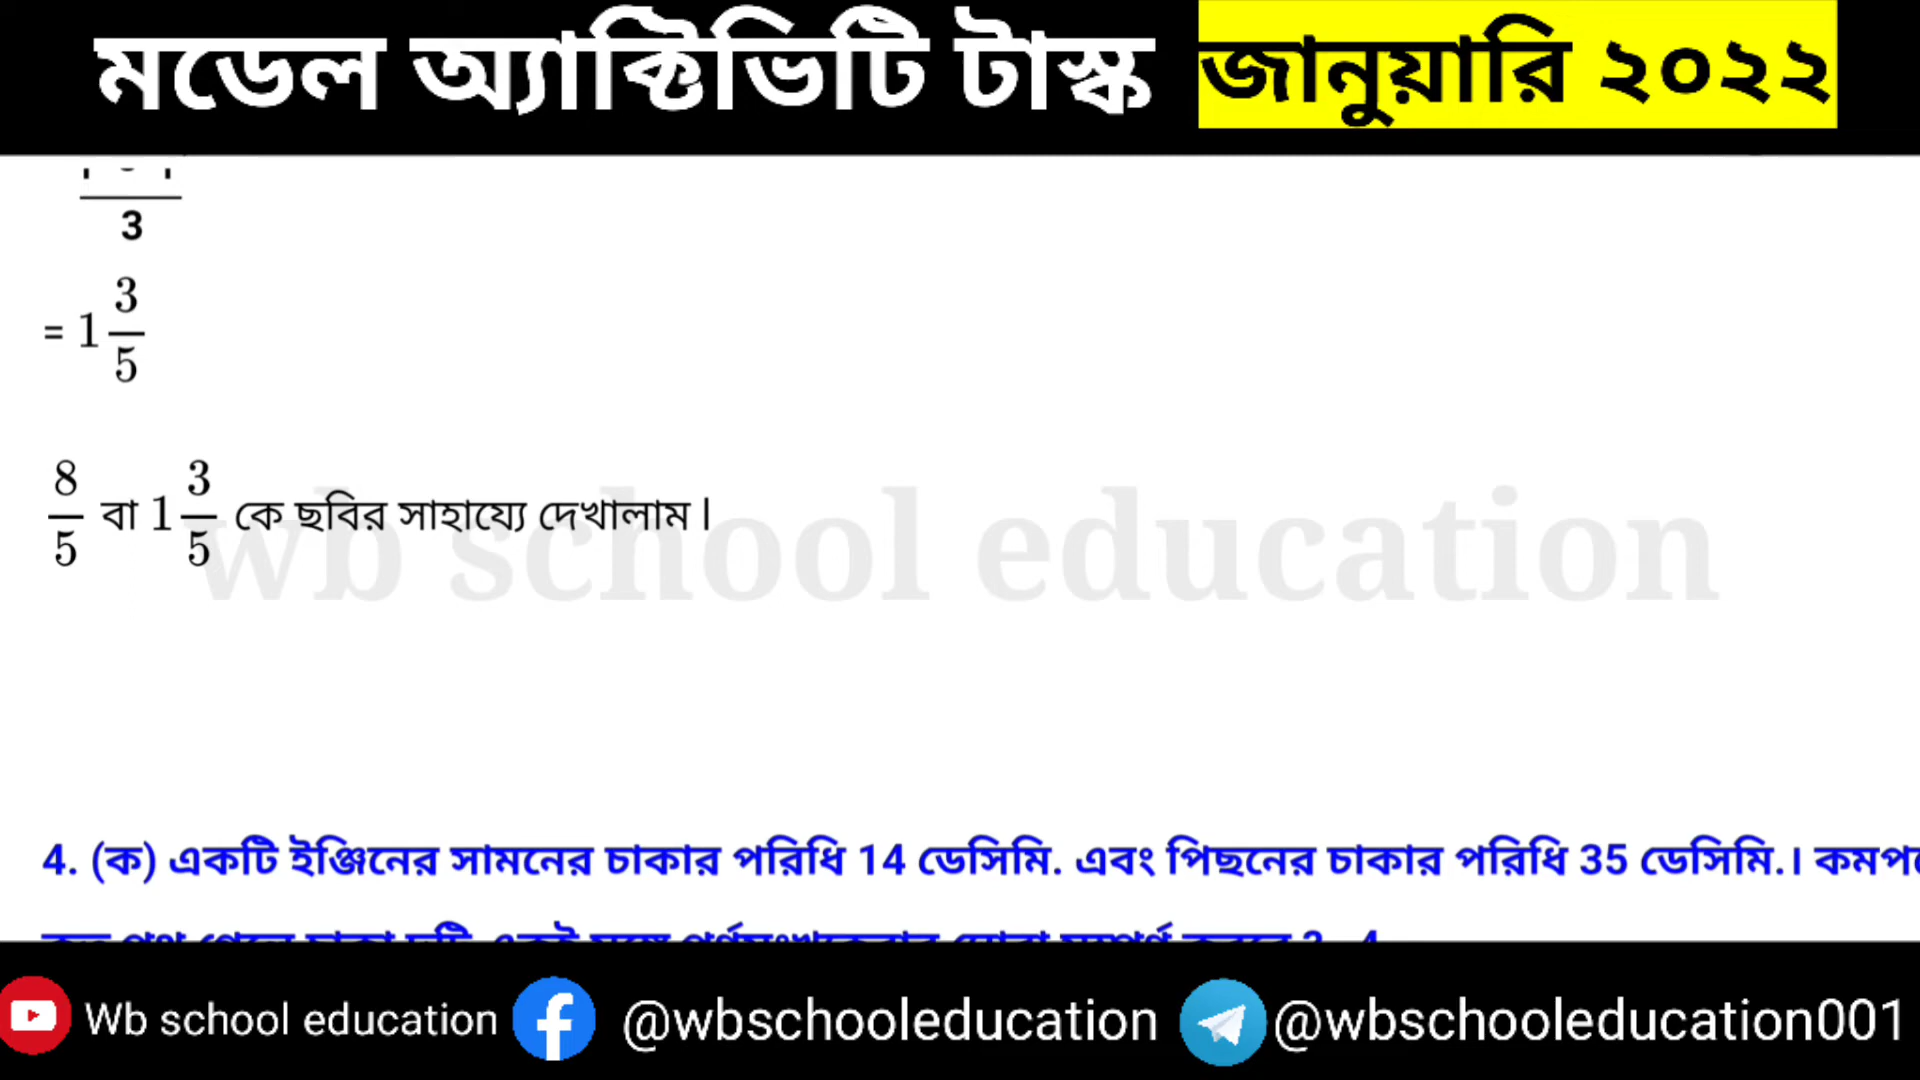 মডেল অ্যাক্টিভিটি টাস্ক জানুয়ারি ২০২২
3
= 1 3/5
8/5 বা 1 3/5 কে ছবির সাহায্যে দেখালাম।
wb school education
4. (ক) একটি ইঞ্জিনের সামনের চাকার পরিধি 14 ডেসিমি. এবং পিছনের চাকার পরিধি 35 ডেসিমি.। কমপ
Wb school education @wbschooleducation @wbschooleducation001